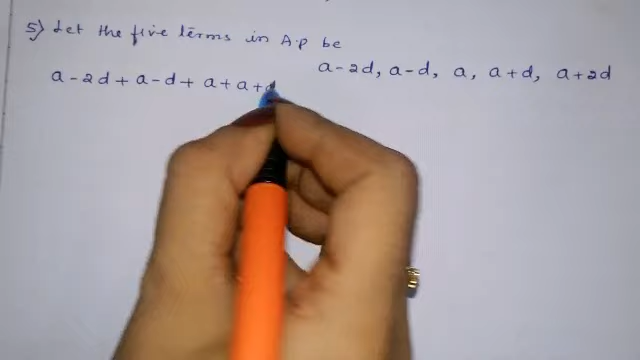 5) Let the five terms in A.P be
a - 2d, a - d, a, a + d, a + 2d
a - 2d + a - d + a + a + d